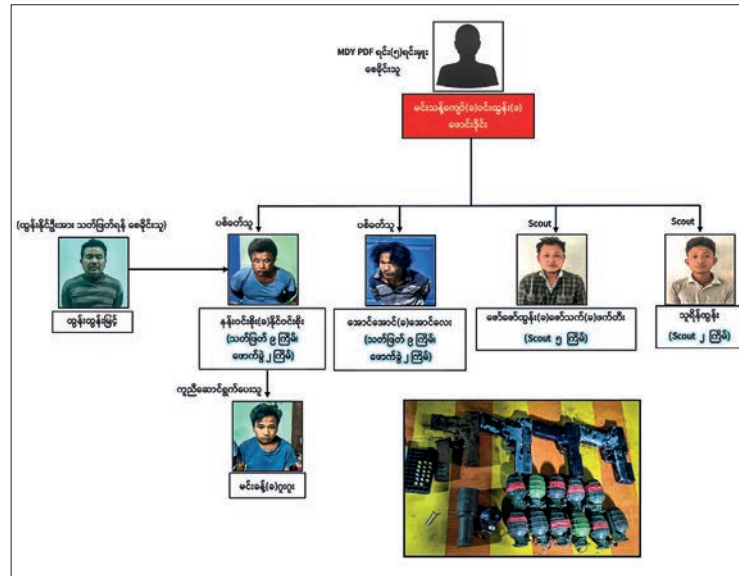 MDY PDF ရင်း(၅)ရင်းမှူး
စေခိုင်းသူ
မင်းသန့်ကျော်(ခ)ဝင်းထွန်း(ခ)
ဖောင်းဒိုင်း
(ထွန်းနိုင်ဦးအား သတ်ဖြတ်ရန် စေခိုင်းသူ)
ပစ်ခတ်သူ
ပစ်ခတ်သူ
Scout
Scout
ထွန်းထွန်းမြင့်
နန်းဝင်းစိုး(ခ)နိုင်ဝင်းစိုး
(သတ်ဖြတ် ၉ ကြိမ်၊
ဖောက်ခွဲ ၂ ကြိမ်)
အောင်အောင်(ခ)အောင်လေး
(သတ်ဖြတ် ၉ ကြိမ်၊
ဖောက်ခွဲ ၂ ကြိမ်)
ဇော်ဇော်ထွန်း(ခ)ဇော်သက်(ခ)ဖက်တီး
(Scout ၅ ကြိမ်)
သူရိန်ထွန်း
(Scout ၂ ကြိမ်)
ကူညီဆောင်ရွက်ပေးသူ
မင်းခန့်(ခ)ဂူးဂူး